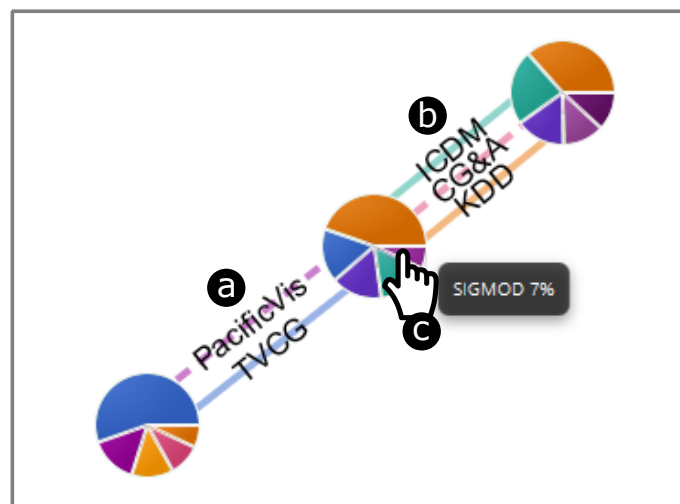 b
ICDM
CG&A
KDD
a
PacificVis
TVCG
SIGMOD 7%
c